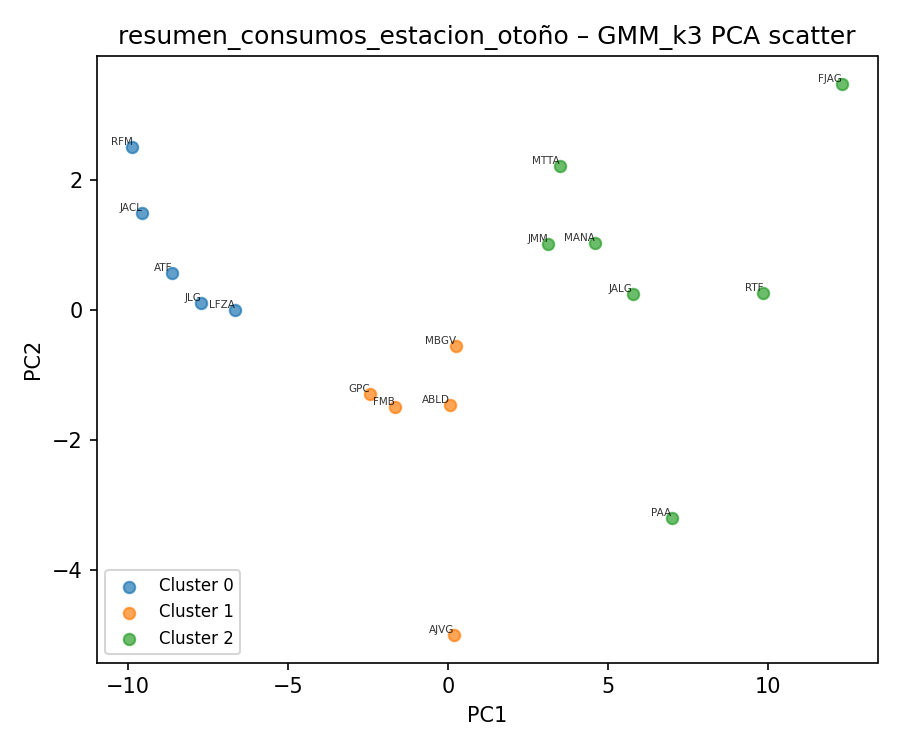 resumen_consumos_estacion_otoño – GMM_k3 PCA scatter
FJAG
RFM
MTTA
JACL
JMM
MANA
ATF
JALG
RTF
JLG
LFZA
MBGV
GPC
FMB
ABLD
PAA
AJVG
2
0
−2
−4
PC2
Cluster 0
Cluster 1
Cluster 2
−10
−5
0
5
10
PC1